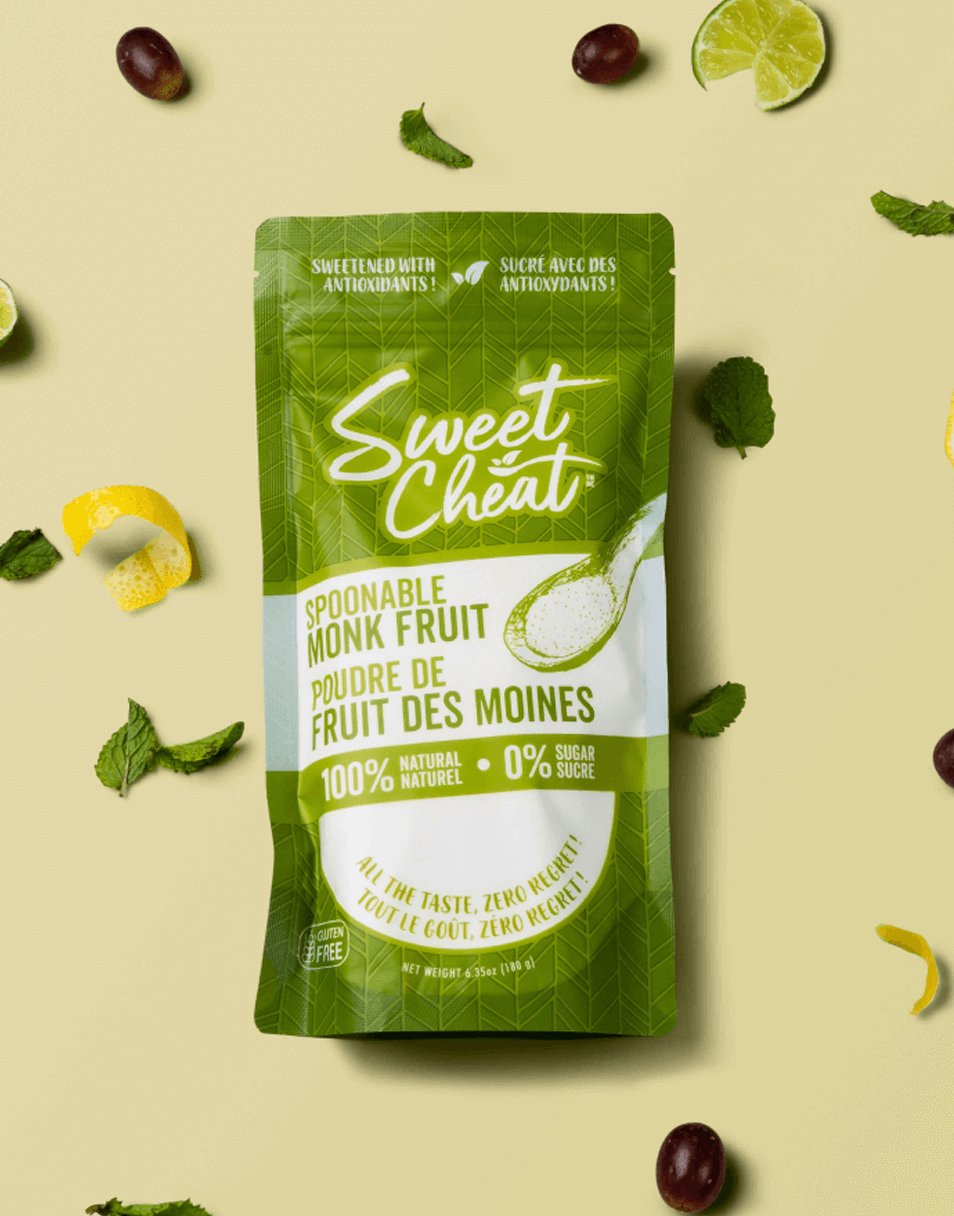 SWEETENED WITH
ANTIOXIDANTS!
SUCRÉ AVEC DES
ANTIOXYDANTS!
Sweet
Cheat
TM
MC
SPOONABLE
MONK FRUIT
POUDRE DE
FRUIT DES MOINES
100% NATURAL
NATUREL
• 0% SUGAR
SUCRE
ALL THE TASTE, ZERO REGRET!
TOUT LE GOÛT, ZÉRO REGRET!
GLUTEN
FREE
NET WEIGHT 6.35oz (180 g)